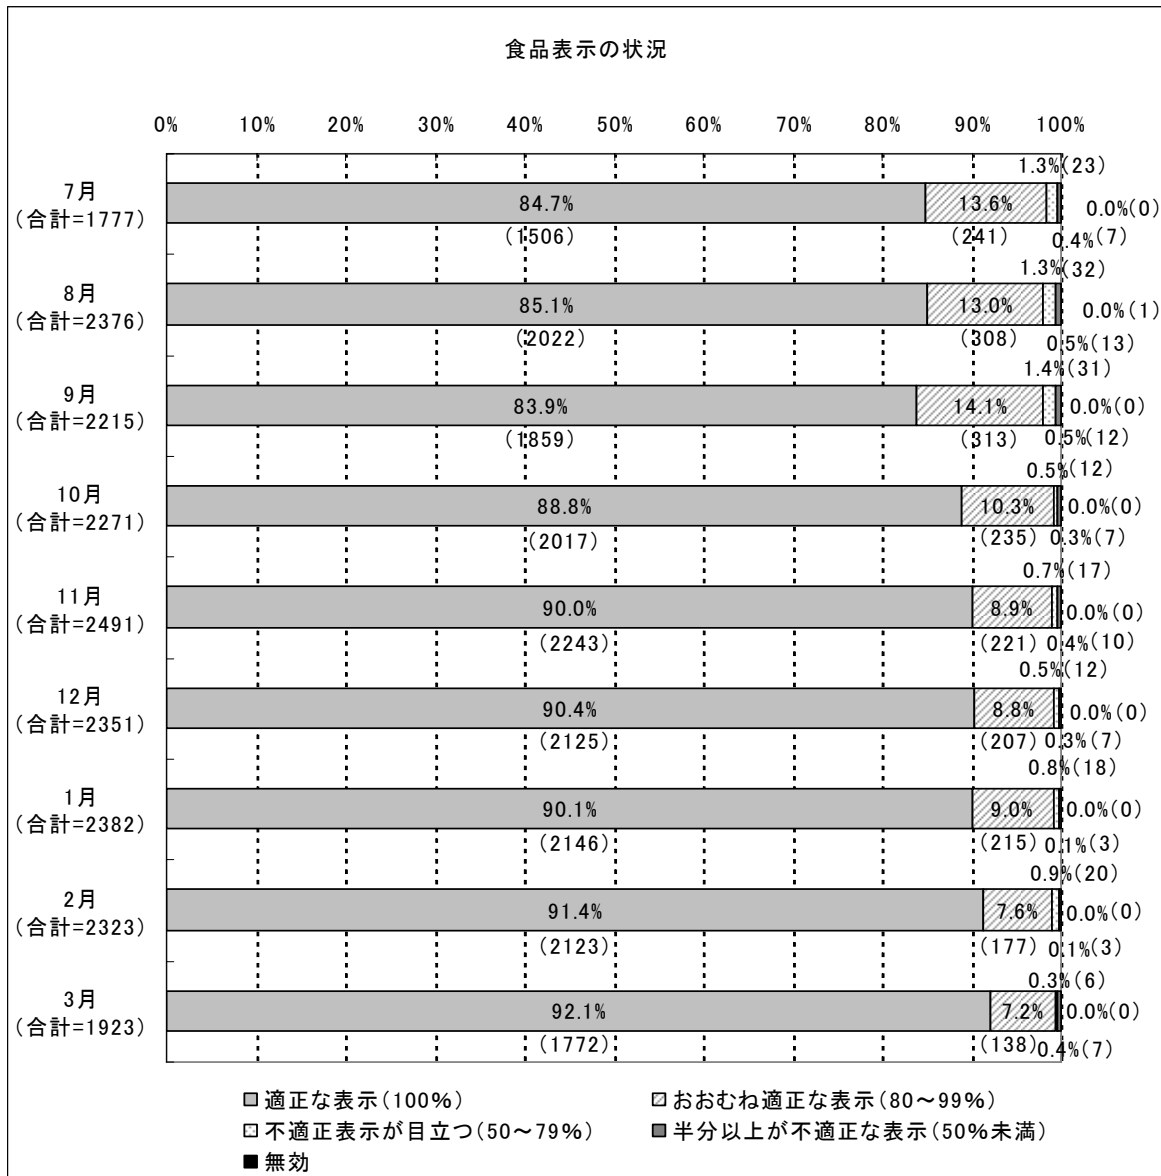 食品表示の状況
0% 10% 20% 30% 40% 50% 60% 70% 80% 90% 100%
1.3%(23)
7月
(合計=1777)
84.7% 13.6% 0.0%(0)
(1506) (241) 0.4%(7)
1.3%(32)
8月
(合計=2376)
85.1% 13.0% 0.0%(1)
(2022) (308) 0.5%(13)
1.4%(31)
9月
(合計=2215)
83.9% 14.1% 0.0%(0)
(1859) (313) 0.5%(12)
0.5%(12)
10月
(合計=2271)
88.8% 10.3% 0.0%(0)
(2017) (235) 0.3%(7)
0.7%(17)
11月
(合計=2491)
90.0% 8.9% 0.0%(0)
(2243) (221) 0.4%(10)
0.5%(12)
12月
(合計=2351)
90.4% 8.8% 0.0%(0)
(2125) (207) 0.3%(7)
0.8%(18)
1月
(合計=2382)
90.1% 9.0% 0.0%(0)
(2146) (215) 0.1%(3)
0.9%(20)
2月
(合計=2323)
91.4% 7.6% 0.0%(0)
(2123) (177) 0.1%(3)
0.3%(6)
3月
(合計=1923)
92.1% 7.2% 0.0%(0)
(1772) (138) 0.4%(7)
適正な表示(100%) おおむね適正な表示(80～99%)
不適正表示が目立つ(50～79%) 半分以上が不適正な表示(50%未満)
無効